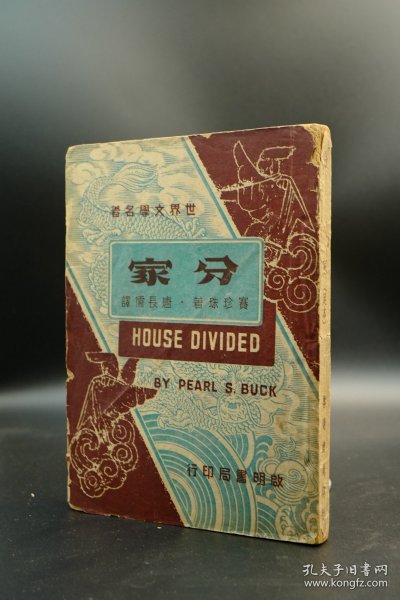 世界文學名著
分家
賽珍珠著・唐長儒譯
HOUSE DIVIDED
BY PEARL S. BUCK
啟明書局印行
孔夫子旧书网
www.kongfz.com